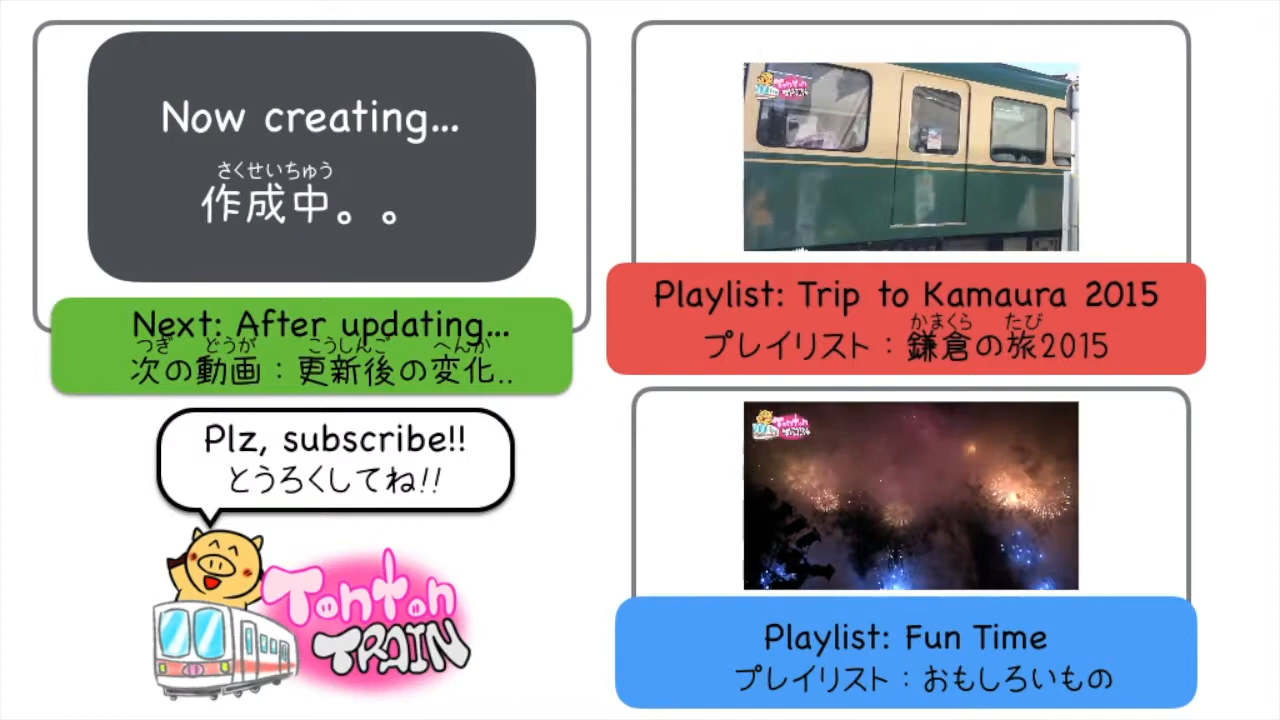 Now creating...
さくせいちゅう
作成中。。
Next: After updating...
つぎ どうが こうしんご へんか
次の動画：更新後の変化..
Plz, subscribe!!
とうろくしてね!!
Tonton
TRAIN
Tonton
TRAIN
Playlist: Trip to Kamaura 2015
かまくら たび
プレイリスト：鎌倉の旅2015
Tonton
TRAIN
Playlist: Fun Time
プレイリスト：おもしろいもの